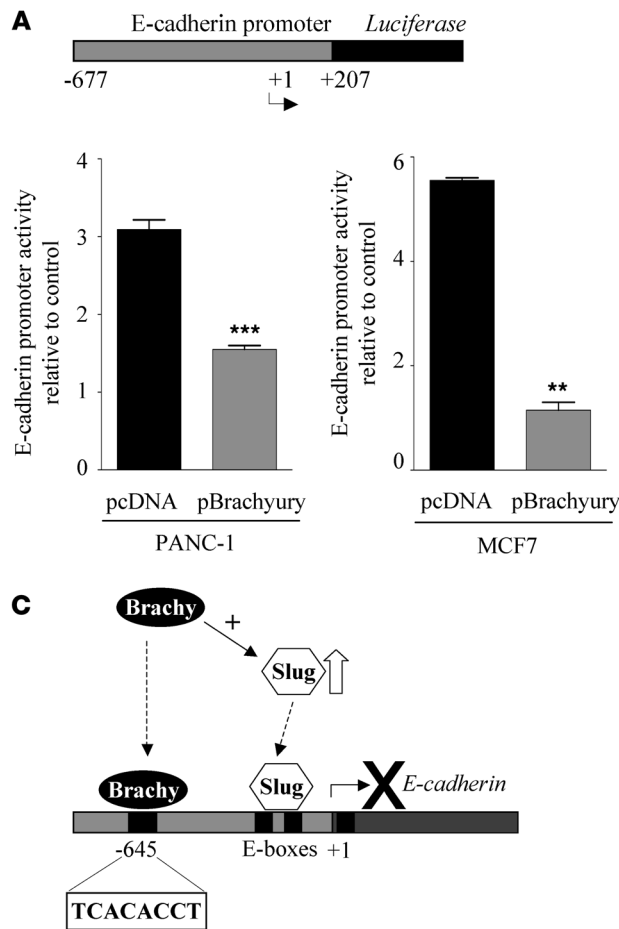 A
E-cadherin promoter Luciferase
-677 +1 +207
E-cadherin promoter activity
relative to control
4
3
2
1
0
***
pcDNA pBrachyury
PANC-1
E-cadherin promoter activity
relative to control
6
4
2
0
**
pcDNA pBrachyury
MCF7
C
Brachy
+
Slug
Brachy
Slug
X E-cadherin
-645 E-boxes +1
TCACACCT